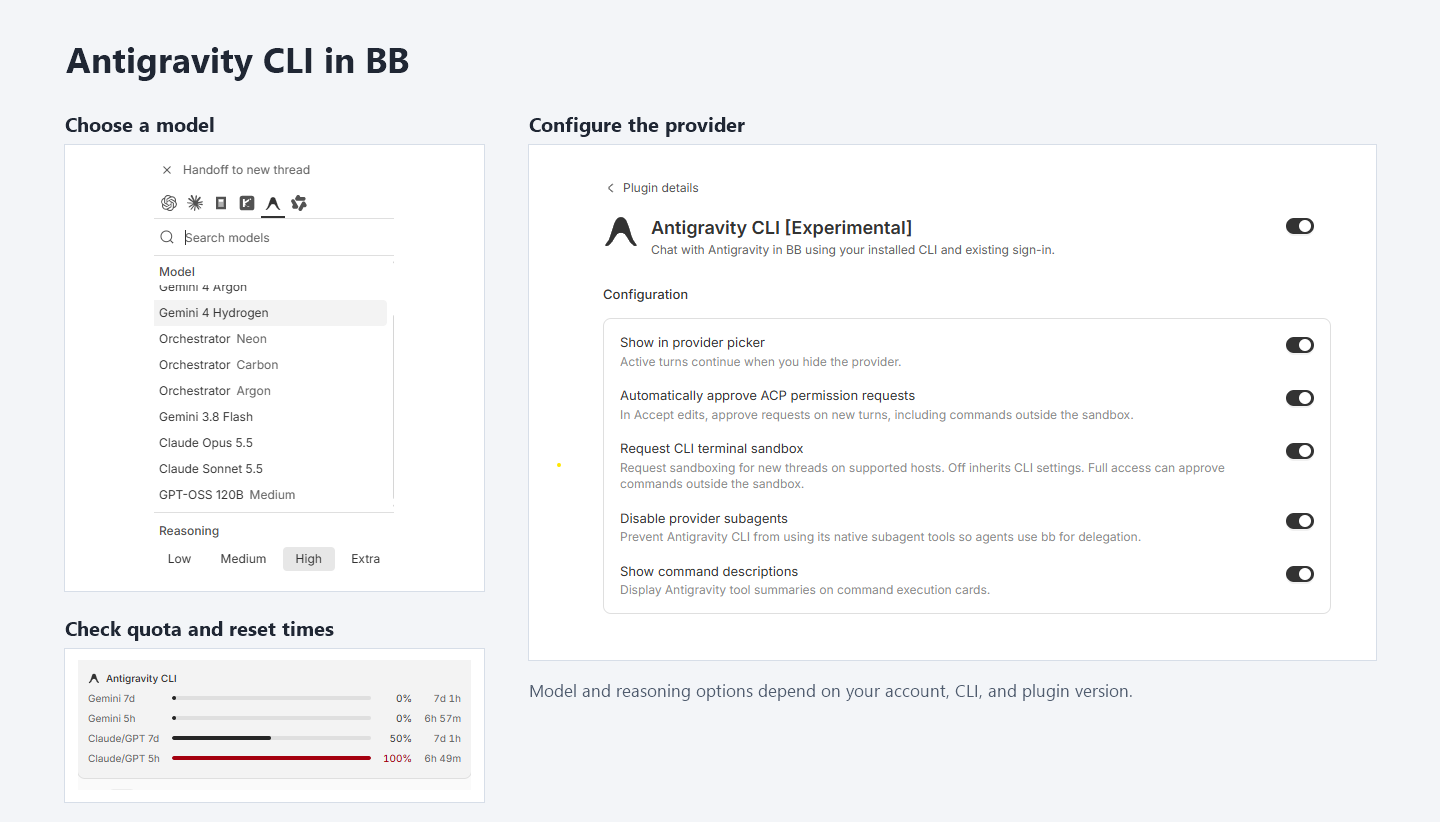 Antigravity CLI in BB
Choose a model
Handoff to new thread
Search models
Model
Gemini 4 Argon
Gemini 4 Hydrogen
Orchestrator Neon
Orchestrator Carbon
Orchestrator Argon
Gemini 3.8 Flash
Claude Opus 5.5
Claude Sonnet 5.5
GPT-OSS 120B Medium
Reasoning
Low Medium High Extra
Check quota and reset times
Antigravity CLI
Gemini 7d 0% 7d 1h
Gemini 5h 0% 6h 57m
Claude/GPT 7d 50% 7d 1h
Claude/GPT 5h 100% 6h 49m
Configure the provider
Plugin details
Antigravity CLI [Experimental]
Chat with Antigravity in BB using your installed CLI and existing sign-in.
Configuration
Show in provider picker
Active turns continue when you hide the provider.
Automatically approve ACP permission requests
In Accept edits, approve requests on new turns, including commands outside the sandbox.
Request CLI terminal sandbox
Request sandboxing for new threads on supported hosts. Off inherits CLI settings. Full access can approve
commands outside the sandbox.
Disable provider subagents
Prevent Antigravity CLI from using its native subagent tools so agents use bb for delegation.
Show command descriptions
Display Antigravity tool summaries on command execution cards.
Model and reasoning options depend on your account, CLI, and plugin version.